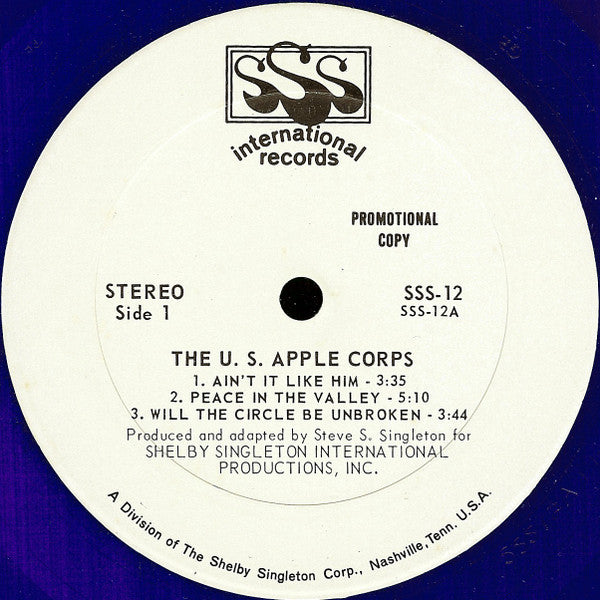 SSS
international
records
PROMOTIONAL
COPY
STEREO
Side 1
SSS-12
SSS-12A
THE U. S. APPLE CORPS
1. AIN'T IT LIKE HIM - 3:35
2. PEACE IN THE VALLEY - 5:10
3. WILL THE CIRCLE BE UNBROKEN - 3:44
Produced and adapted by Steve S. Singleton for
SHELBY SINGLETON INTERNATIONAL
PRODUCTIONS, INC.
A Division of The Shelby Singleton Corp., Nashville, Tenn. U.S.A.